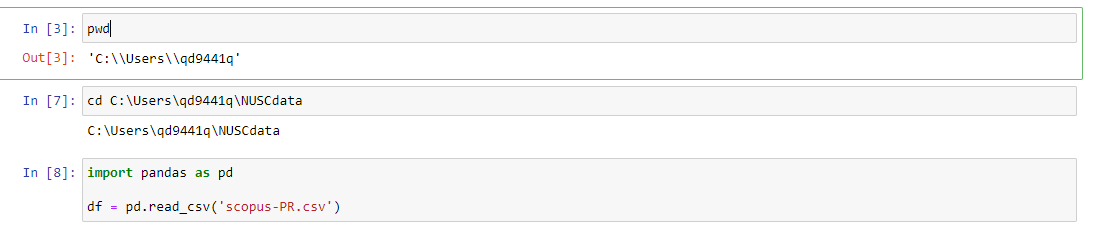 In [3]: pwd
Out[3]: 'C:\\Users\\qd9441q'
In [7]: cd C:\Users\qd9441q\NUSCdata
C:\Users\qd9441q\NUSCdata
In [8]: import pandas as pd
df = pd.read_csv('scopus-PR.csv')